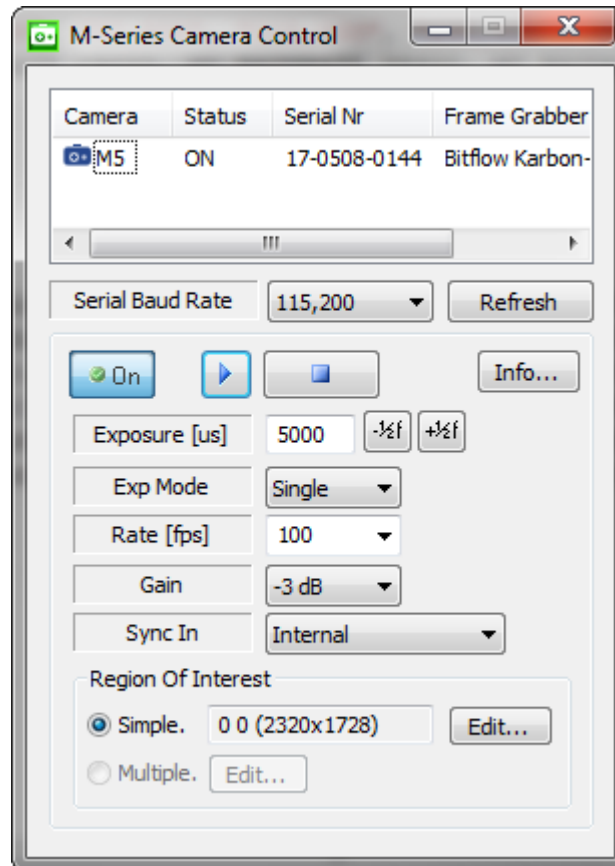 M-Series Camera Control
Camera Status Serial Nr Frame Grabber
M5 ON 17-0508-0144 Bitflow Karbon-
Serial Baud Rate 115,200 Refresh
On Info...
Exposure [us] 5000 -½f +½f
Exp Mode Single
Rate [fps] 100
Gain -3 dB
Sync In Internal
Region Of Interest
Simple. 0 0 (2320x1728) Edit...
Multiple. Edit...